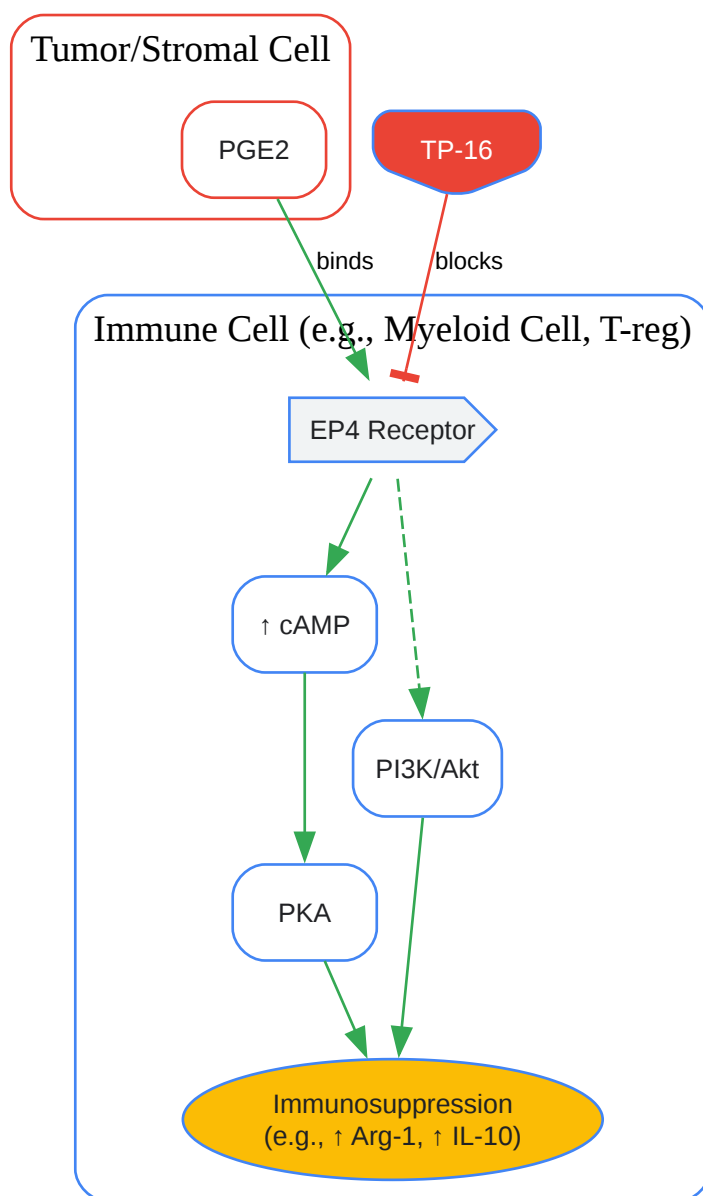 Tumor/Stromal Cell
PGE2
TP-16
binds
blocks
Immune Cell (e.g., Myeloid Cell, T-reg)
EP4 Receptor
↑ cAMP
PI3K/Akt
PKA
Immunosuppression
(e.g., ↑ Arg-1, ↑ IL-10)